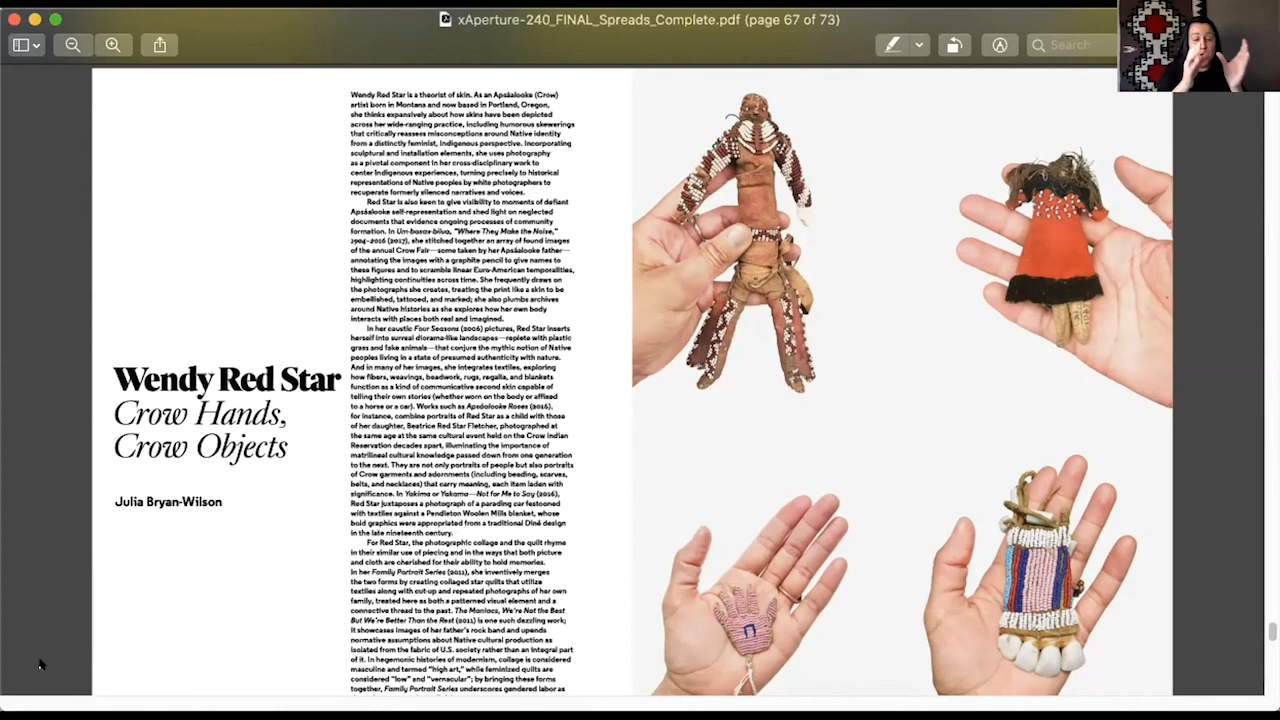 xAperture-240_FINAL_Spreads_Complete.pdf (page 67 of 73)
Search
Wendy Red Star is a theorist of skin. As an Apsáalooke (Crow)
artist born in Montana and now based in Portland, Oregon,
she thinks expansively about how skins have been depicted
across her wide-ranging practice, including humorous skewerings
that critically reassess misconceptions around Native identity
from a distinctly feminist, Indigenous perspective. Incorporating
sculptural and installation elements, she uses photography
as a pivotal component in her cross-disciplinary work to
center Indigenous experiences, turning precisely to historical
representations of Native peoples by white photographers to
recuperate formerly silenced narratives and voices.
Red Star is also keen to give visibility to moments of defiant
Apsáalooke self-representation and shed light on neglected
documents that evidence ongoing processes of community
formation. In Um-basax-bilua, “Where They Make the Noise,”
1904–2016 (2017), she stitched together an array of found images
of the annual Crow Fair—some taken by her Apsáalooke father—
annotating the images with a graphite pencil to give names to
these figures and to scramble linear Euro-American temporalities,
highlighting continuities across time. She frequently draws on
the photographs she creates, treating the print like a skin to be
embellished, tattooed, and marked; she also plumbs archives
around Native histories as she explores how her own body
interacts with places both real and imagined.
In her caustic Four Seasons (2006) pictures, Red Star inserts
herself into surreal diorama-like landscapes—replete with plastic
grass and fake animals—that conjure the mythic notion of Native
peoples living in a state of presumed authenticity with nature.
And in many of her images, she integrates textiles, exploring
how fibers, weavings, beadwork, rugs, regalia, and blankets
function as a kind of communicative second skin capable of
telling their own stories (whether worn on the body or affixed
to a horse or a car). Works such as Apsáalooke Roses (2016),
for instance, combine portraits of Red Star as a child with those
of her daughter, Beatrice Red Star Fletcher, photographed at
the same age at the same cultural event held on the Crow Indian
Reservation decades apart, illuminating the importance of
matrilineal cultural knowledge passed down from one generation
to the next. They are not only portraits of people but also portraits
of Crow garments and adornments (including beading, scarves,
belts, and necklaces) that carry meaning, each item laden with
significance. In Yakima or Yakama—Not for Me to Say (2016),
Red Star juxtaposes a photograph of a parading car festooned
with textiles against a Pendleton Woolen Mills blanket, whose
bold graphics were appropriated from a traditional Diné design
in the late nineteenth century.
For Red Star, the photographic collage and the quilt rhyme
in their similar use of piecing and in the ways that both picture
and cloth are cherished for their ability to hold memories.
In her Family Portrait Series (2011), she inventively merges
the two forms by creating collaged star quilts that utilize
textiles along with cut-up and repeated photographs of her own
family, treated here as both a patterned visual element and a
connective thread to the past. The Maniacs, We’re Not the Best
But We’re Better Than the Rest (2011) is one such dazzling work;
it showcases images of her father’s rock band and upends
normative assumptions about Native cultural production as
isolated from the fabric of U.S. society rather than an integral part
of it. In hegemonic histories of modernism, collage is considered
masculine and termed “high art,” while feminized quilts are
considered “low” and “vernacular”; by bringing these forms
together, Family Portrait Series underscores gendered labor as
Wendy Red Star
Crow Hands,
Crow Objects
Julia Bryan-Wilson